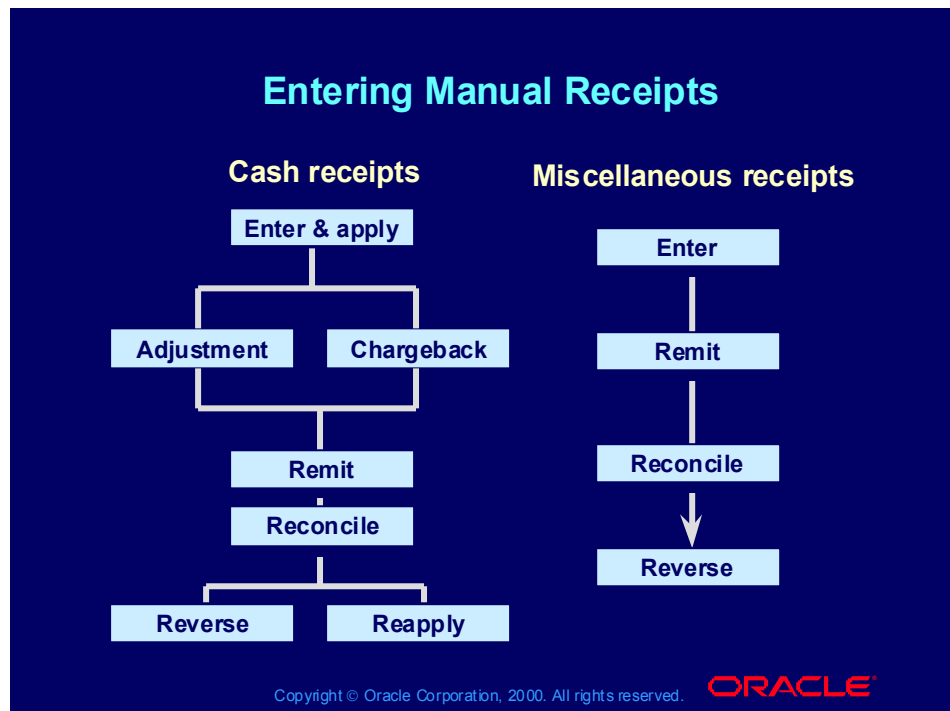 Entering Manual Receipts
Cash receipts
Enter & apply
Adjustment
Chargeback
Remit
Reconcile
Reverse
Reapply
Miscellaneous receipts
Enter
Remit
Reconcile
Reverse
Copyright © Oracle Corporation, 2000. All rights reserved.
ORACLE